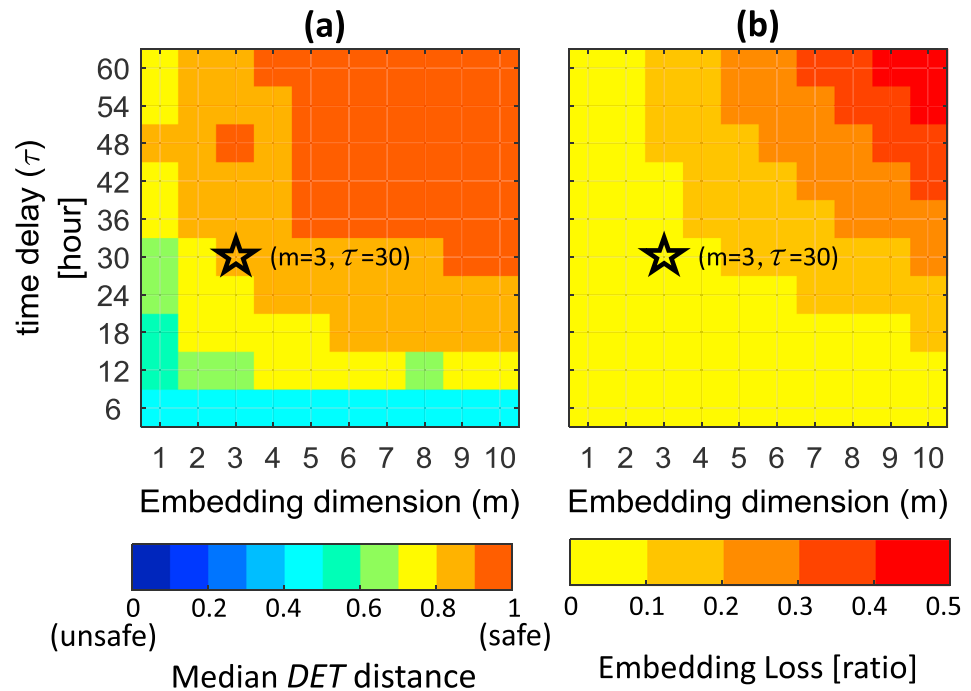 (a)
(b)
time delay (τ)
[hour]
60
54
48
42
36
30
24
18
12
6
(m=3, τ=30)
(m=3, τ=30)
1 2 3 4 5 6 7 8 9 10
1 2 3 4 5 6 7 8 9 10
Embedding dimension (m)
Embedding dimension (m)
0 0.2 0.4 0.6 0.8 1
(unsafe) (safe)
Median DET distance
0 0.1 0.2 0.3 0.4 0.5
Embedding Loss [ratio]